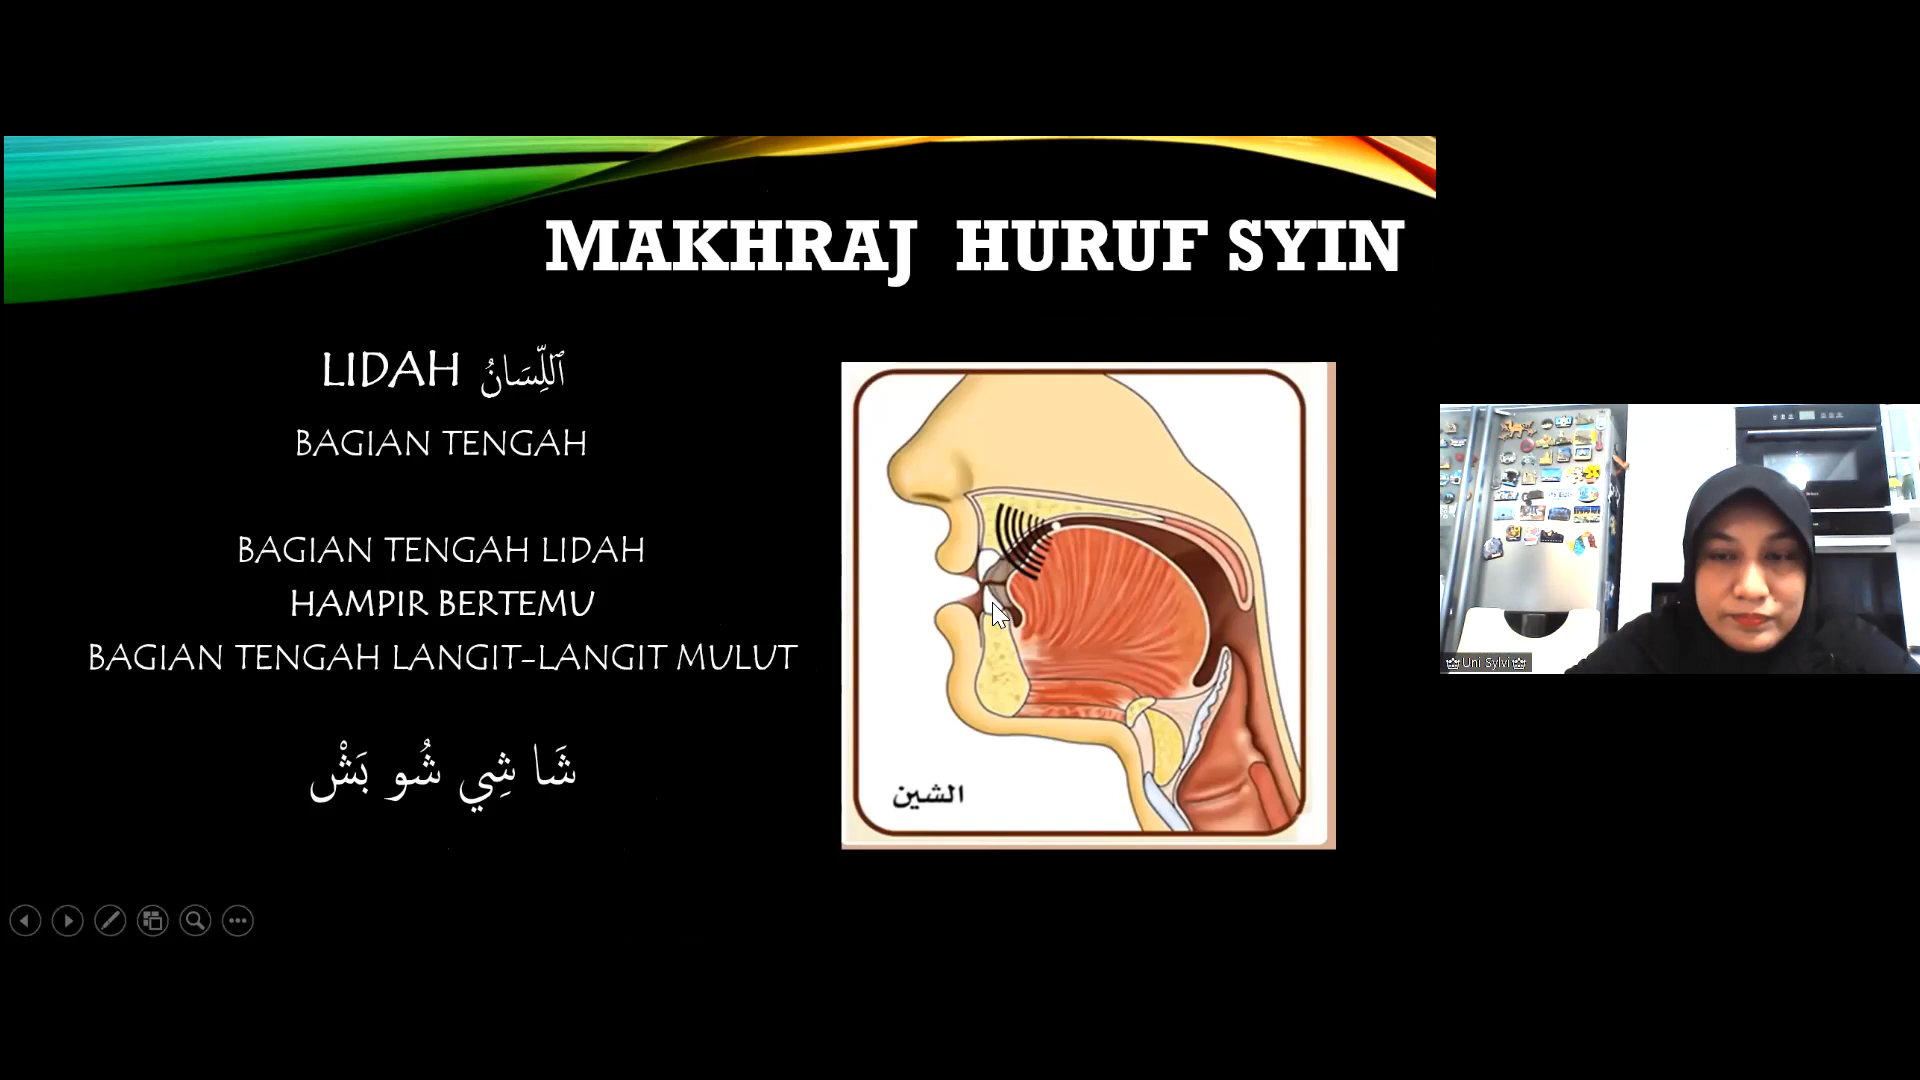 MAKHRAJ HURUF SYIN
LIDAH ٱللِّسَانُ
BAGIAN TENGAH
BAGIAN TENGAH LIDAH
HAMPIR BERTEMU
BAGIAN TENGAH LANGIT-LANGIT MULUT
شَا شِي شُو بَشْ
الشين
Uni Sylvi